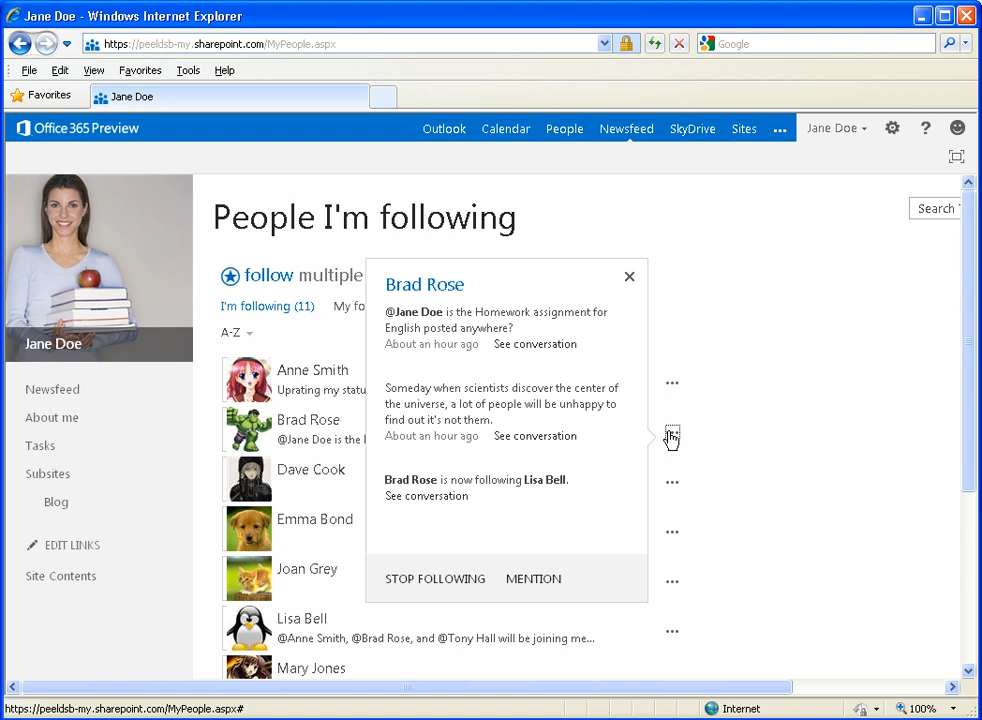 Jane Doe - Windows Internet Explorer
https://peeldsb-my.sharepoint.com/MyPeople.aspx
Google
File Edit View Favorites Tools Help
Favorites Jane Doe
Office 365 Preview Outlook Calendar People Newsfeed SkyDrive Sites ... Jane Doe ?
Jane Doe
Newsfeed
About me
Tasks
Subsites
Blog
EDIT LINKS
Site Contents
People I'm following
Search
follow multiple
I'm following (11) My fo
A-Z
Anne Smith
Uprating my statu
Brad Rose
@Jane Doe is the
Dave Cook
Emma Bond
Joan Grey
Lisa Bell
@Anne Smith, @Brad Rose, and @Tony Hall will be joining me...
Mary Jones
Brad Rose
@Jane Doe is the Homework assignment for
English posted anywhere?
About an hour ago See conversation
Someday when scientists discover the center of
the universe, a lot of people will be unhappy to
find out it's not them.
About an hour ago See conversation
Brad Rose is now following Lisa Bell.
See conversation
STOP FOLLOWING MENTION
https://peeldsb-my.sharepoint.com/MyPeople.aspx# Internet 100%